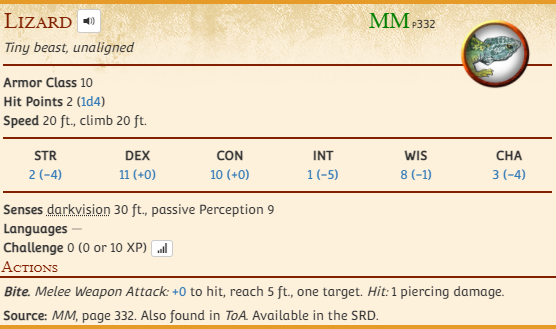 Lizard MM p332
Tiny beast, unaligned
Armor Class 10
Hit Points 2 (1d4)
Speed 20 ft., climb 20 ft.
STR DEX CON INT WIS CHA
2 (−4) 11 (+0) 10 (+0) 1 (−5) 8 (−1) 3 (−4)
Senses darkvision 30 ft., passive Perception 9
Languages —
Challenge 0 (0 or 10 XP)
Actions
Bite. Melee Weapon Attack: +0 to hit, reach 5 ft., one target. Hit: 1 piercing damage.
Source: MM, page 332. Also found in ToA. Available in the SRD.